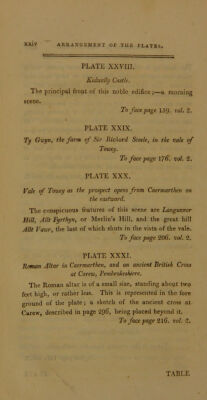 xxiv ARRANGEMENT OF THE PLATES.
PLATE XXVIII.
Kidwelly Castle.
The principal front of this noble edifice;—a morning
scene.
To face page 159. vol. 2.
PLATE XXIX.
Ty Gwyn, the farm of Sir Richard Steele, in the vale of
Towey.
To face page 176. vol. 2.
PLATE XXX.
Vale of Towey as the prospect opens from Caermarthen on
the eastward.
The conspicuous features of this scene are Langunnor
Hill, Allt Fyrthyn, or Merlin's Hill, and the great hill
Allt Vawr, the last of which shuts in the vista of the vale.
To face page 206. vol. 2.
PLATE XXXI.
Roman Altar in Caermarthen, and an ancient British Cross
at Carew, Pembrokeshire.
The Roman altar is of a small size, standing about two
feet high, or rather less. This is represented in the fore
ground of the plate; a sketch of the ancient cross at
Carew, described in page 296, being placed beyond it.
To face page 216. vol. 2.
TABLE